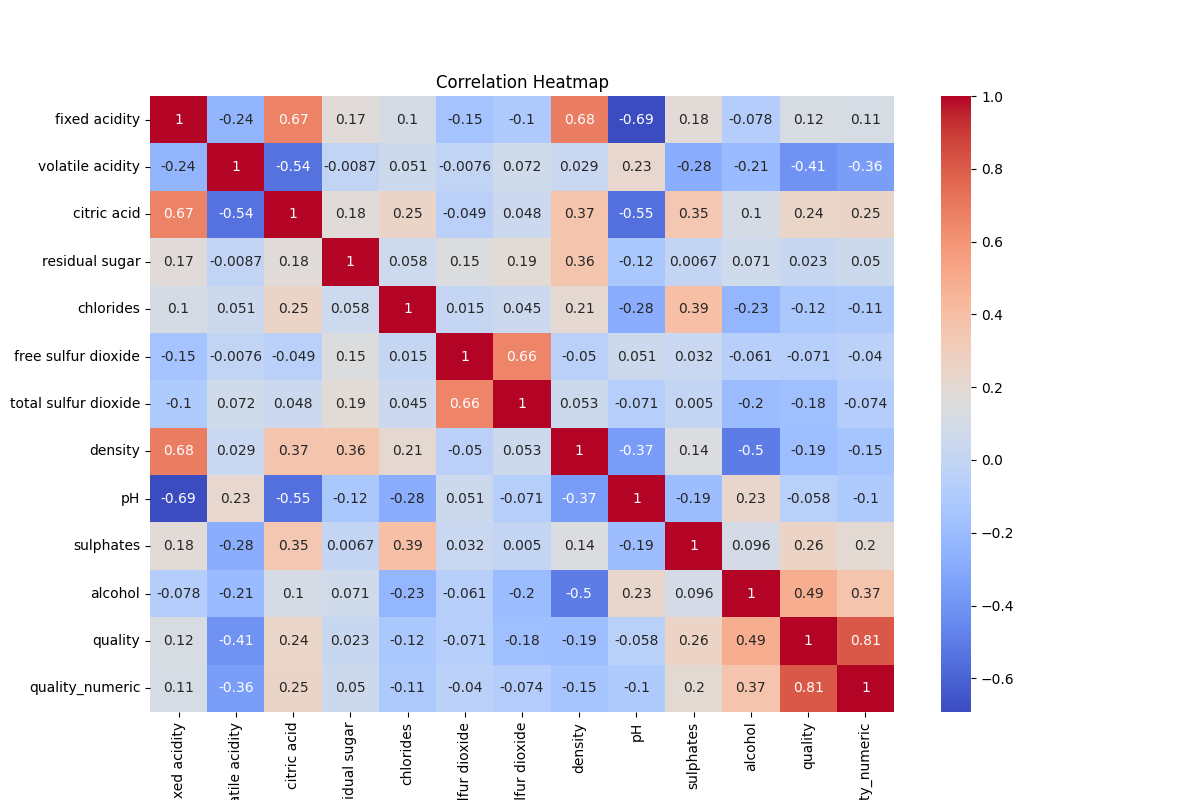 Correlation Heatmap
fixed acidity 1 -0.24 0.67 0.17 0.1 -0.15 -0.1 0.68 -0.69 0.18 -0.078 0.12 0.11
volatile acidity -0.24 1 -0.54 -0.0087 0.051 -0.0076 0.072 0.029 0.23 -0.28 -0.21 -0.41 -0.36
citric acid 0.67 -0.54 1 0.18 0.25 -0.049 0.048 0.37 -0.55 0.35 0.1 0.24 0.25
residual sugar 0.17 -0.0087 0.18 1 0.058 0.15 0.19 0.36 -0.12 0.0067 0.071 0.023 0.05
chlorides 0.1 0.051 0.25 0.058 1 0.015 0.045 0.21 -0.28 0.39 -0.23 -0.12 -0.11
free sulfur dioxide -0.15 -0.0076 -0.049 0.15 0.015 1 0.66 -0.05 0.051 0.032 -0.061 -0.071 -0.04
total sulfur dioxide -0.1 0.072 0.048 0.19 0.045 0.66 1 0.053 -0.071 0.005 -0.2 -0.18 -0.074
density 0.68 0.029 0.37 0.36 0.21 -0.05 0.053 1 -0.37 0.14 -0.5 -0.19 -0.15
pH -0.69 0.23 -0.55 -0.12 -0.28 0.051 -0.071 -0.37 1 -0.19 0.23 -0.058 -0.1
sulphates 0.18 -0.28 0.35 0.0067 0.39 0.032 0.005 0.14 -0.19 1 0.096 0.26 0.2
alcohol -0.078 -0.21 0.1 0.071 -0.23 -0.061 -0.2 -0.5 0.23 0.096 1 0.49 0.37
quality 0.12 -0.41 0.24 0.023 -0.12 -0.071 -0.18 -0.19 -0.058 0.26 0.49 1 0.81
quality_numeric 0.11 -0.36 0.25 0.05 -0.11 -0.04 -0.074 -0.15 -0.1 0.2 0.37 0.81 1
xed acidity
atile acidity
citric acid
idual sugar
chlorides
lfur dioxide
lfur dioxide
density
pH
sulphates
alcohol
quality
ty_numeric
1.0
0.8
0.6
0.4
0.2
0.0
−0.2
−0.4
−0.6